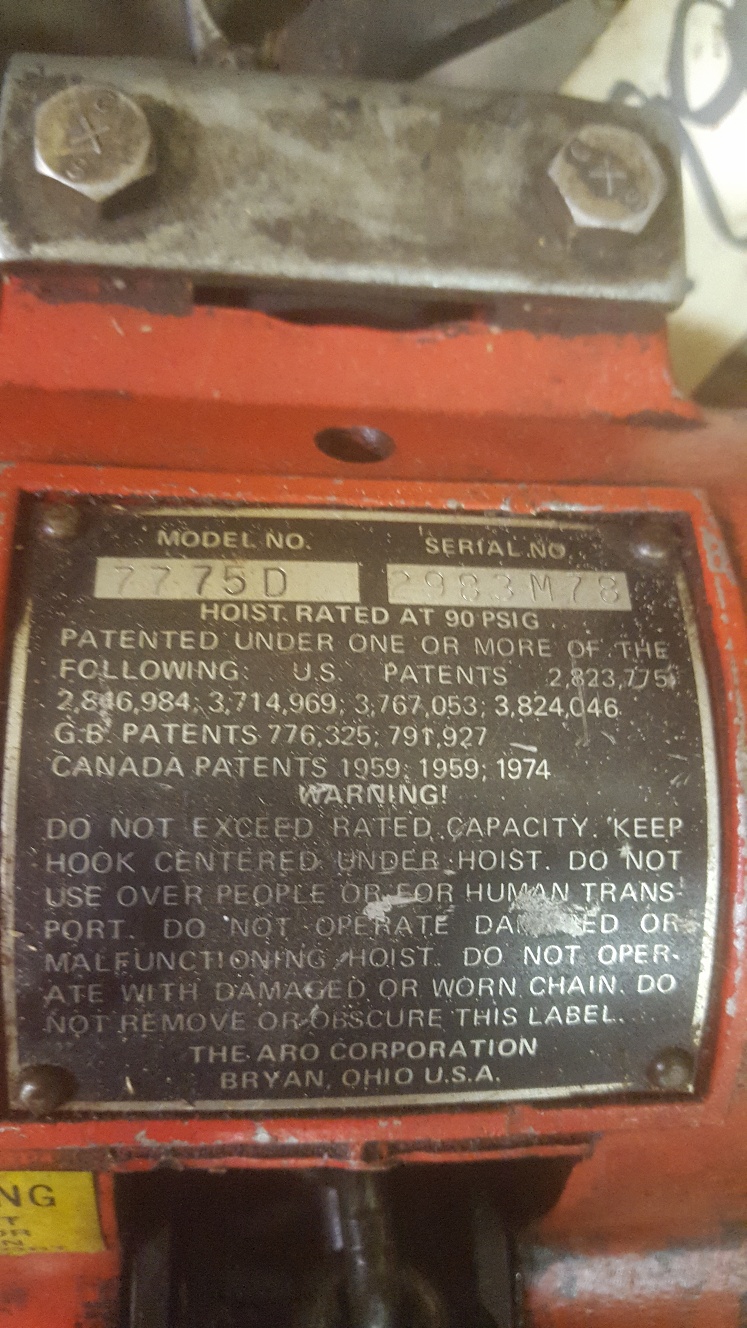 MODEL NO. SERIAL NO.
7775D 2983M78
HOIST. RATED AT 90 PSIG
PATENTED UNDER ONE OR MORE OF THE
FOLLOWING: U.S. PATENTS 2,823,775;
2,846,984; 3,714,969; 3,767,053; 3,824,046
G.B. PATENTS 776,325; 791,927
CANADA PATENTS 1959; 1959; 1974
WARNING!
DO NOT EXCEED RATED CAPACITY. KEEP
HOOK CENTERED UNDER HOIST. DO NOT
USE OVER PEOPLE OR FOR HUMAN TRANS-
PORT. DO NOT OPERATE DAMAGED OR
MALFUNCTIONING HOIST. DO NOT OPER-
ATE WITH DAMAGED OR WORN CHAIN. DO
NOT REMOVE OR OBSCURE THIS LABEL.
THE ARO CORPORATION
BRYAN, OHIO U.S.A.
NG
T
OR
N